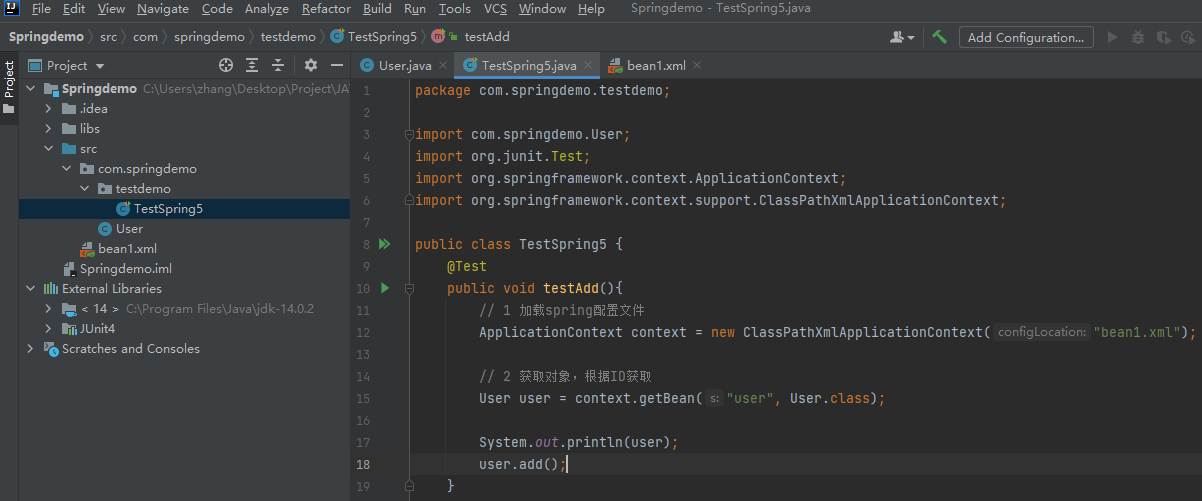 File Edit View Navigate Code Analyze Refactor Build Run Tools VCS Window Help Springdemo - TestSpring5.java
Springdemo src com springdemo testdemo TestSpring5 testAdd Add Configuration...
Project
Project
User.java
TestSpring5.java
bean1.xml
Springdemo C:\Users\zhang\Desktop\Project\JA
.idea
libs
src
com.springdemo
testdemo
TestSpring5
User
bean1.xml
Springdemo.iml
External Libraries
< 14 > C:\Program Files\Java\jdk-14.0.2
JUnit4
Scratches and Consoles
1 package com.springdemo.testdemo;
2
3 import com.springdemo.User;
4 import org.junit.Test;
5 import org.springframework.context.ApplicationContext;
6 import org.springframework.context.support.ClassPathXmlApplicationContext;
7
8 public class TestSpring5 {
9 @Test
10 public void testAdd(){
11 // 1 加载spring配置文件
12 ApplicationContext context = new ClassPathXmlApplicationContext( configLocation: "bean1.xml");
13
14 // 2 获取对象，根据ID获取
15 User user = context.getBean( s: "user", User.class);
16
17 System.out.println(user);
18 user.add();
19 }